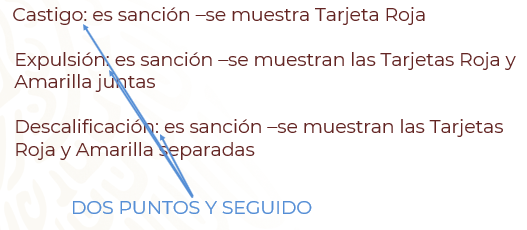 Castigo: es sanción –se muestra Tarjeta Roja
Expulsión: es sanción –se muestran las Tarjetas Roja y
Amarilla juntas
Descalificación: es sanción –se muestran las Tarjetas
Roja y Amarilla separadas
DOS PUNTOS Y SEGUIDO